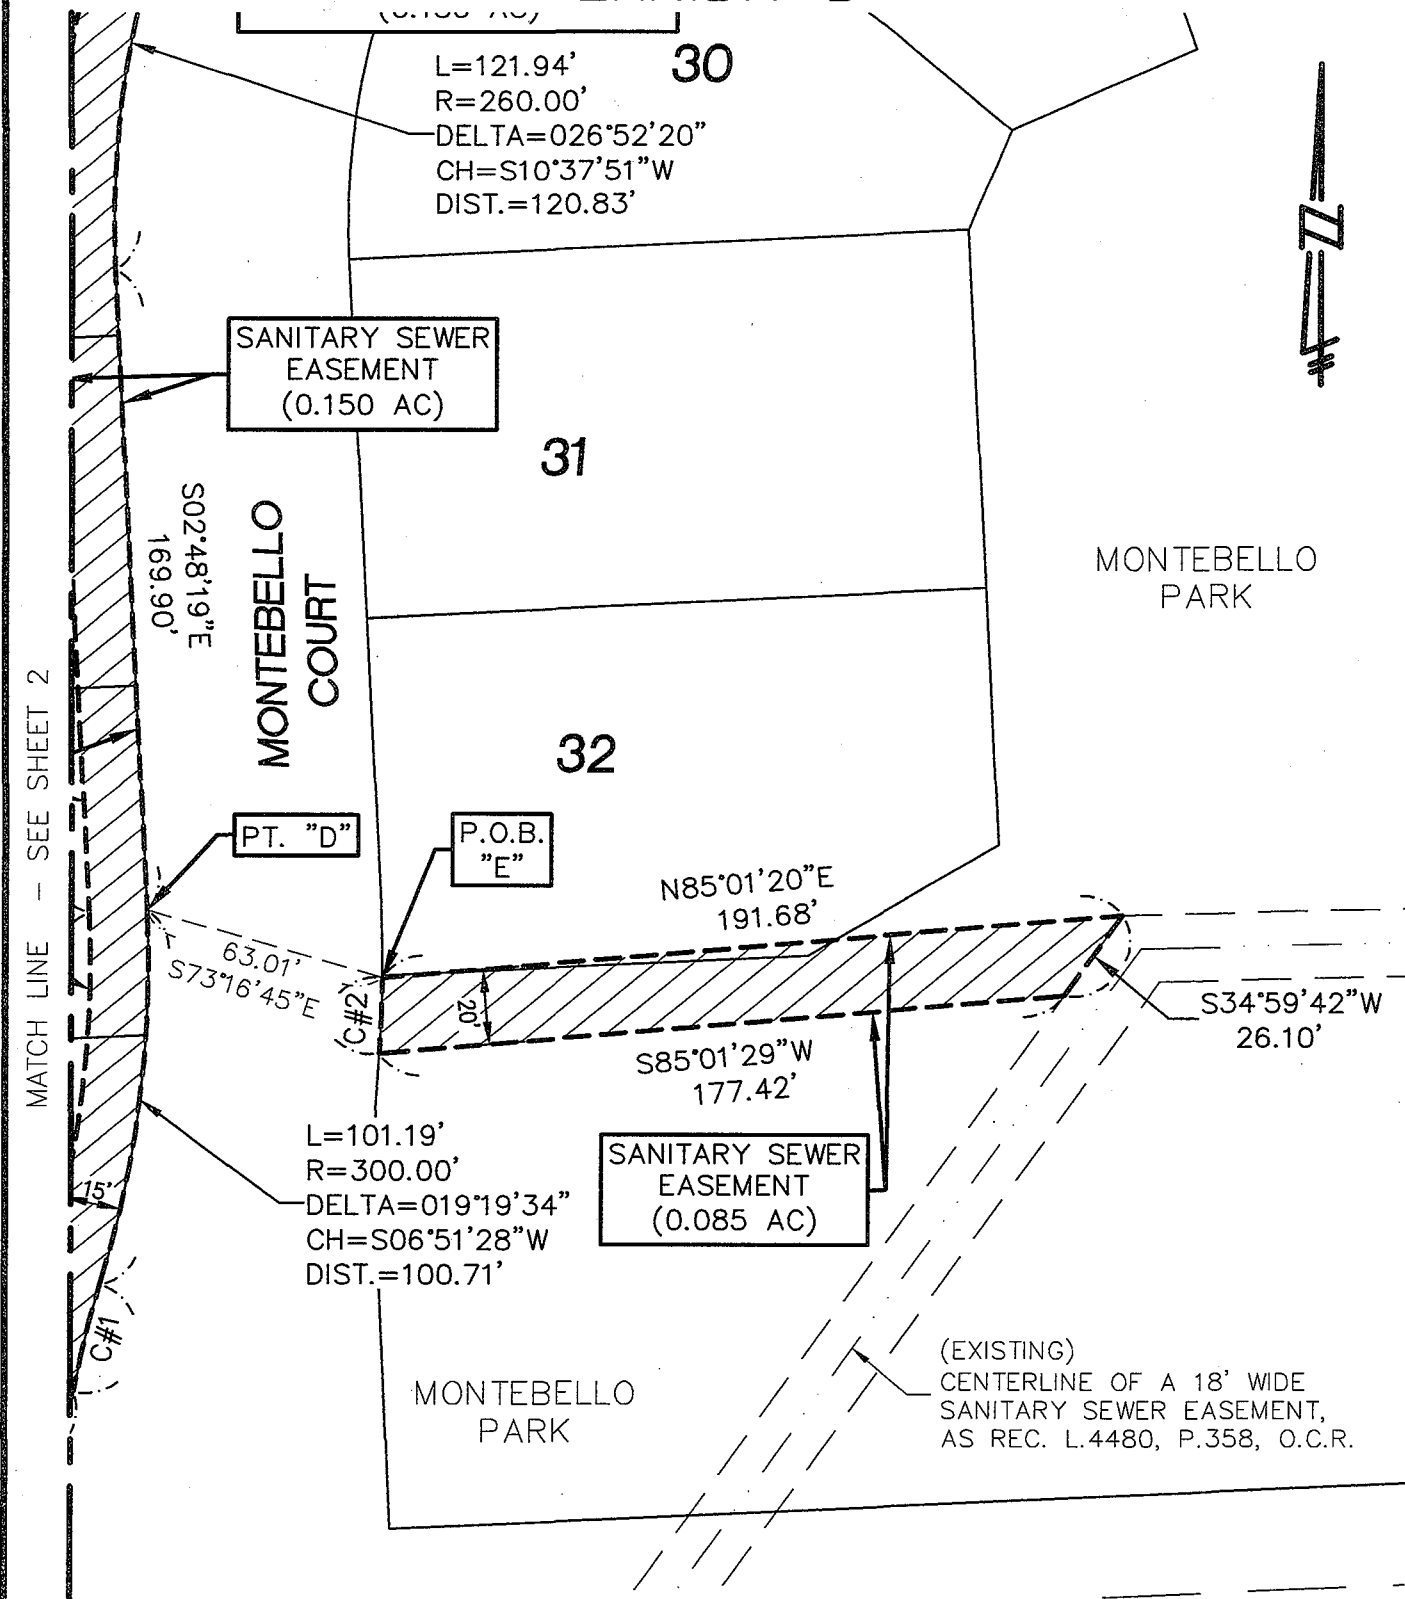 30
L=121.94'
R=260.00'
DELTA=026°52'20"
CH=S10°37'51"W
DIST.=120.83'
SANITARY SEWER
EASEMENT
(0.150 AC)
31
S02°48'19"E
169.90'
MONTEBELLO
COURT
MONTEBELLO
PARK
32
MATCH LINE - SEE SHEET 2
PT. "D"
P.O.B.
"E"
N85°01'20"E
191.68'
63.01'
S73°16'45"E
C#2
20'
S34°59'42"W
26.10'
S85°01'29"W
177.42'
L=101.19'
R=300.00'
DELTA=019°19'34"
CH=S06°51'28"W
DIST.=100.71'
SANITARY SEWER
EASEMENT
(0.085 AC)
15'
C#1
MONTEBELLO
PARK
(EXISTING)
CENTERLINE OF A 18' WIDE
SANITARY SEWER EASEMENT,
AS REC. L.4480, P.358, O.C.R.